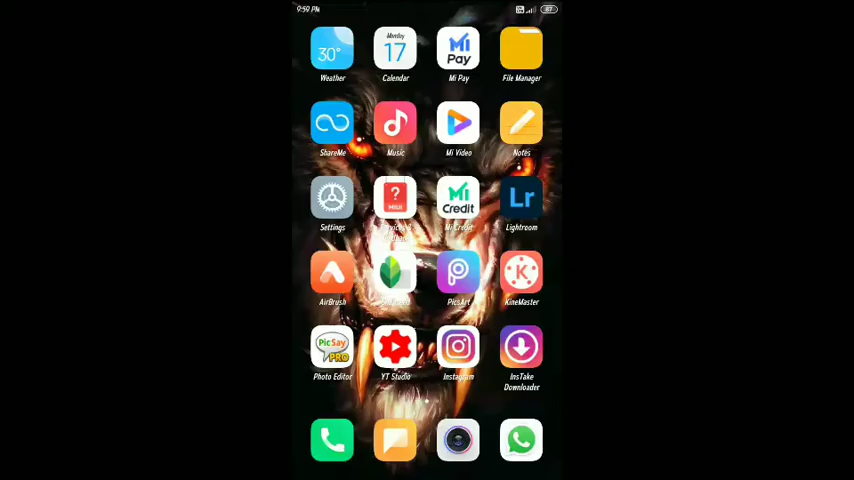 9:59 PM
87
30°
Monday
17
Mi
Pay
Weather
Calendar
Mi Pay
File Manager
ShareMe
Music
Mi Video
Notes
?
MIUI
Mi
Credit
Lr
Settings
Mi Credit
Lightroom
AirBrush
PicsArt
KineMaster
PicSay
PRO
Photo Editor
YT Studio
Instagram
InsTake
Downloader